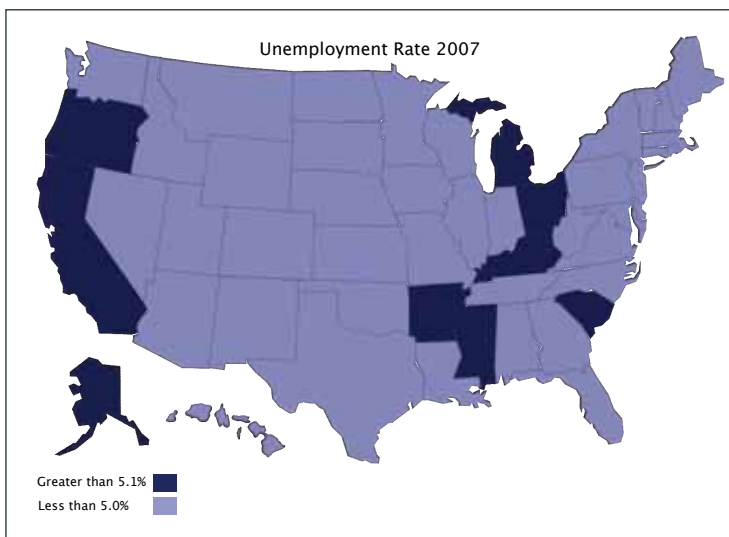 Unemployment Rate 2007
Greater than 5.1%
Less than 5.0%